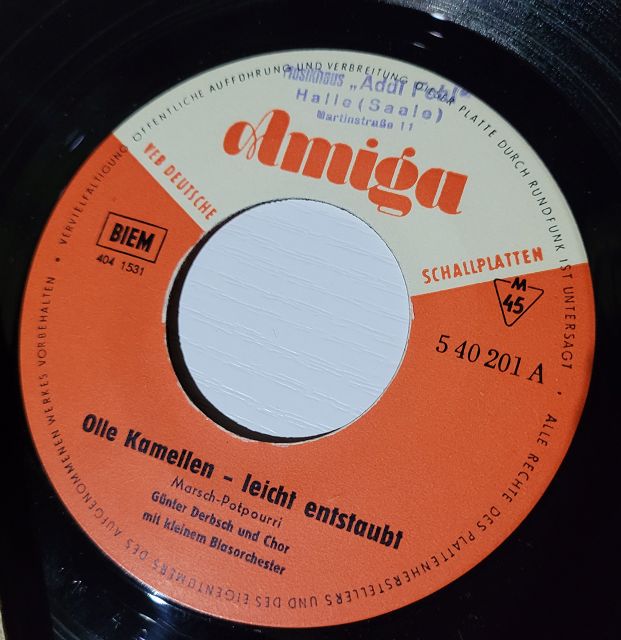 Musikhaus „Addi Pohl"
Halle (Saale)
Martinstraße 11
Amiga
VEB DEUTSCHE
SCHALLPLATTEN
BIEM
404 1531
M
45
5 40 201 A
Olle Kamellen - leicht entstaubt
Marsch-Potpourri
Günter Derbsch und Chor
mit kleinem Blasorchester
• ALLE RECHTE DES PLATTENHERSTELLERS UND DES EIGENTÜMERS DES AUFGENOMMENEN WERKES VORBEHALTEN • VERVIELFÄLTIGUNG ÖFFENTLICHE AUFFÜHRUNG UND VERBREITUNG DIESER PLATTE DURCH RUNDFUNK IST UNTERSAGT